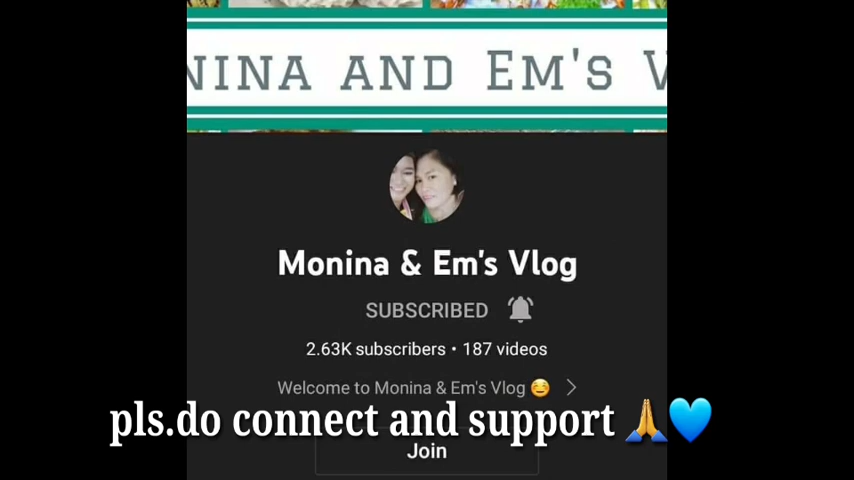 NINA AND EM'S V
Monina & Em's Vlog
SUBSCRIBED
2.63K subscribers • 187 videos
Welcome to Monina & Em's Vlog ☺️ >
pls.do connect and support 🙏💙
Join